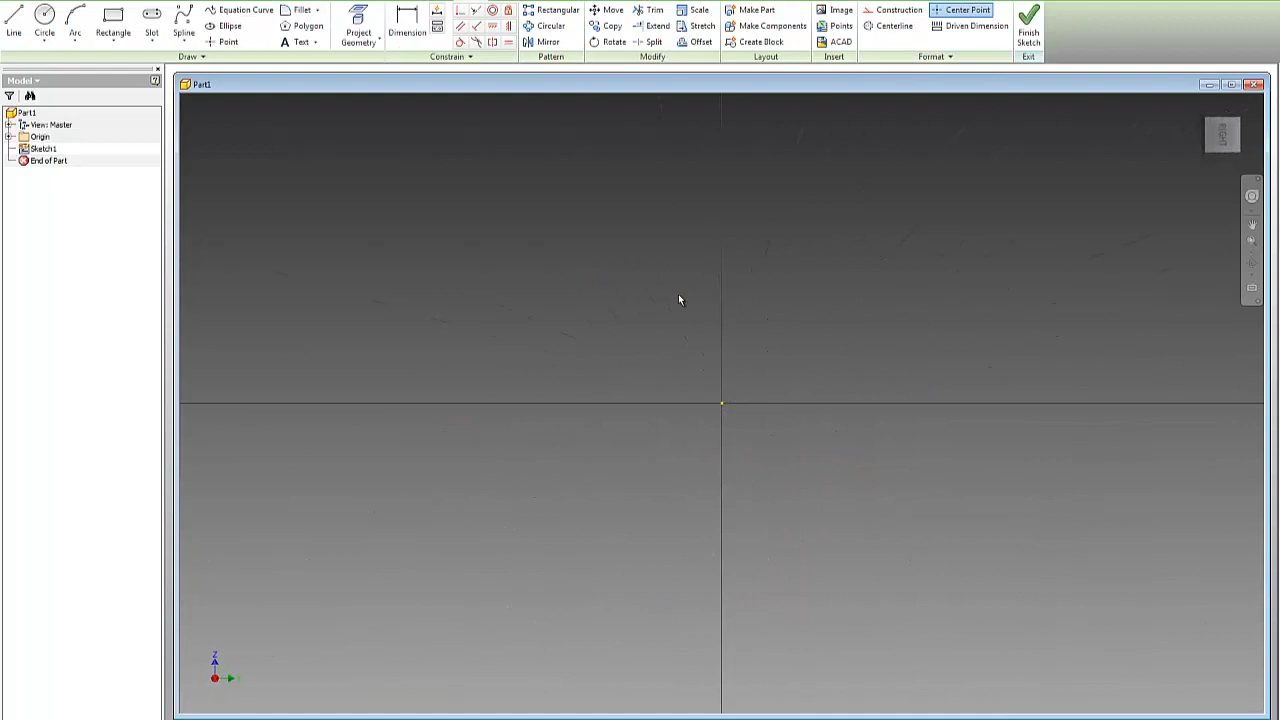 Equation Curve Fillet Rectangular Move Trim Scale Make Part Image Construction Center Point
Ellipse Polygon Circular Copy Extend Stretch Make Components Points Centerline Driven Dimension
Line Circle Arc Rectangle Slot Spline Point Text Project Geometry Dimension Mirror Rotate Split Offset Create Block ACAD Finish Sketch
Draw Constrain Pattern Modify Layout Insert Format Exit
Model
Part1
Part1
View: Master
Origin
Sketch1
End of Part
RIGHT
Z